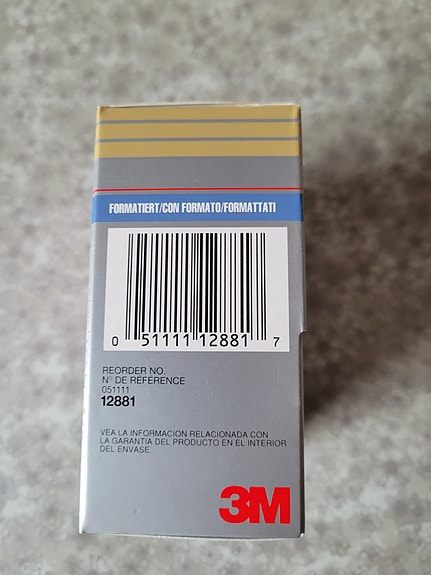 FORMATIERT/CON FORMATO/FORMATTATI
0 51111 12881 7
REORDER NO.
Nº DE RÉFÉRENCE
051111
12881
VEA LA INFORMACION RELACIONADA CON
LA GARANTIA DEL PRODUCTO EN EL INTERIOR
DEL ENVASE.
3M